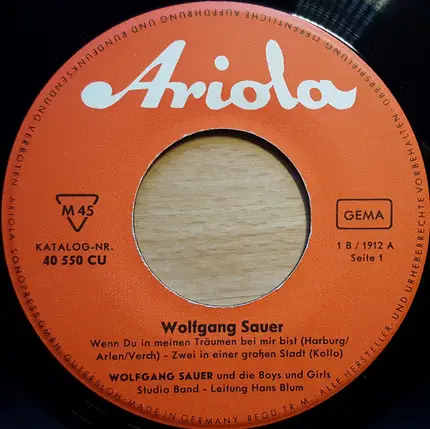 Ariola
M 45
KATALOG-NR.
40 550 CU
GEMA
1 B / 1912 A
Seite 1
Wolfgang Sauer
Wenn Du in meinen Träumen bei mir bist (Harburg/
Arlen/Verch) - Zwei in einer großen Stadt (Kollo)
WOLFGANG SAUER und die Boys und Girls
Studio Band - Leitung Hans Blum
ALLE HERSTELLER- UND URHEBERRECHTE VORBEHALTEN · ÜBERSPIELUNG, ÖFFENTLICHE AUFFÜHRUNG UND RUNDFUNKSENDUNG VERBOTEN · ARIOLA SONOPRESS GMBH · GÜTERSLOH · MADE IN GERMANY REGD. TR. M.